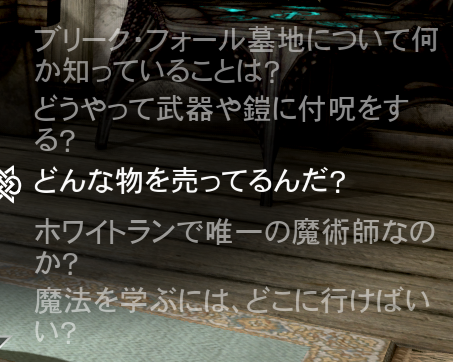 ブリーク・フォール墓地について何
か知っていることは?
どうやって武器や鎧に付呪をす
る?
どんな物を売ってるんだ?
ホワイトランで唯一の魔術師なの
か?
魔法を学ぶには、どこに行けばい
い?